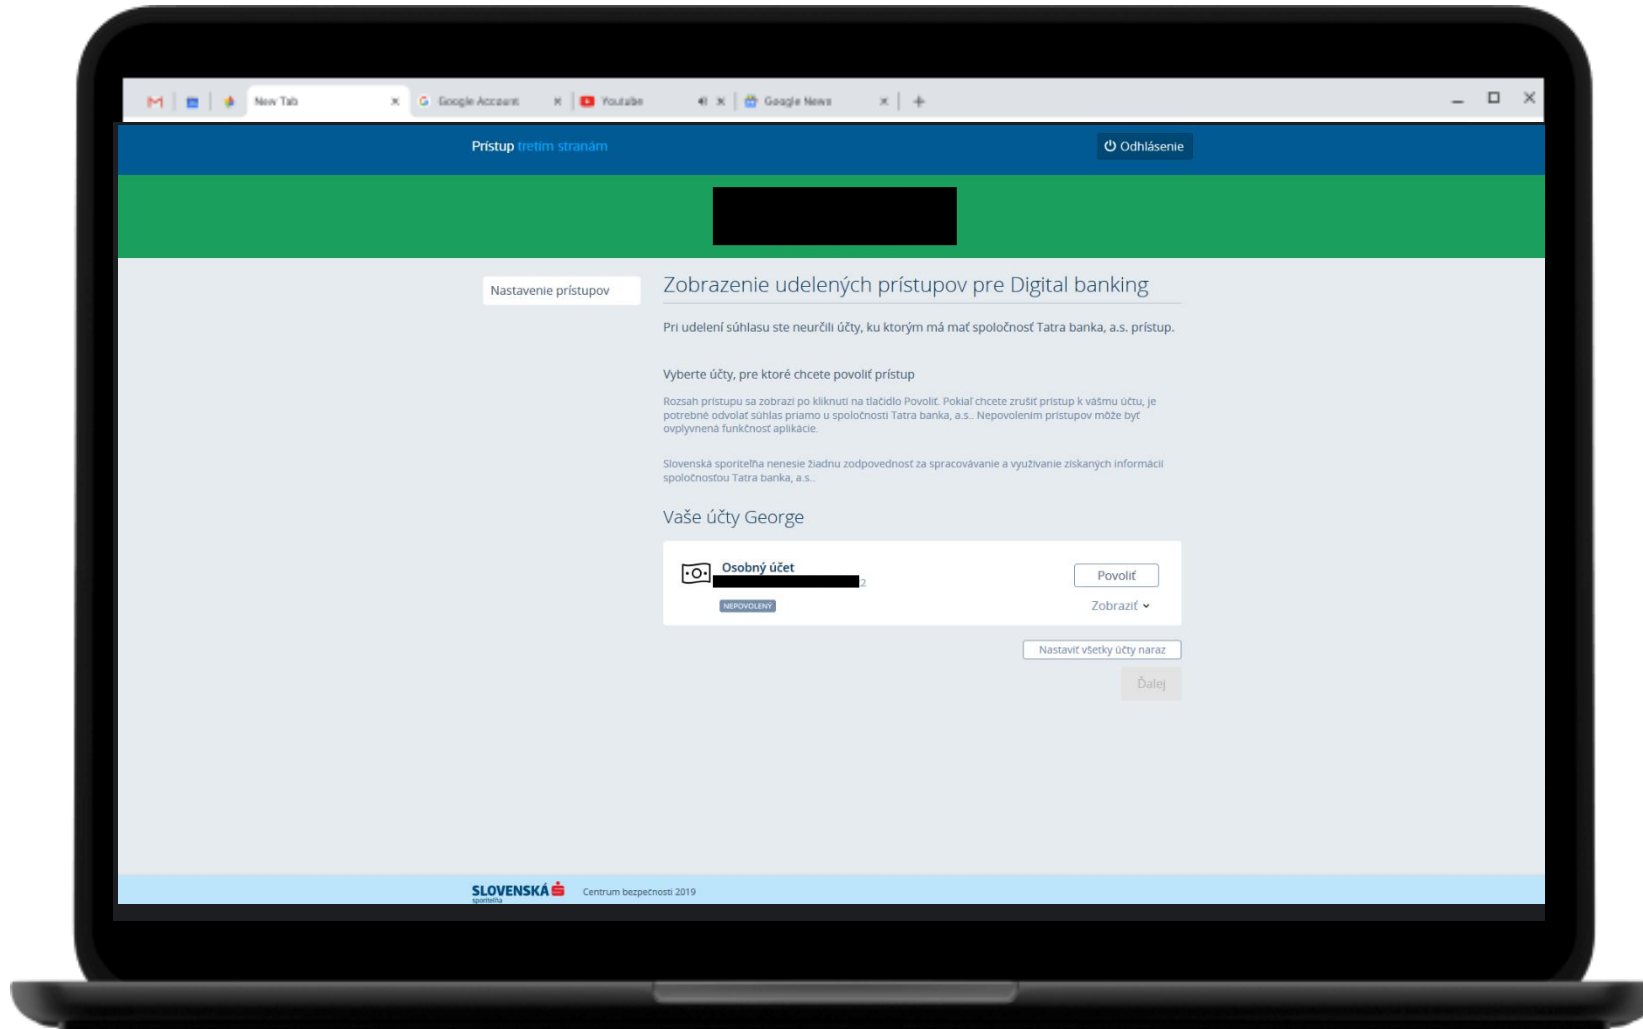 New Tab
Google Account
Youtube
Google News
Prístup tretím stranám
Odhlásenie
Nastavenie prístupov
Zobrazenie udelených prístupov pre Digital banking
Pri udelení súhlasu ste neurčili účty, ku ktorým má mať spoločnosť Tatra banka, a.s. prístup.
Vyberte účty, pre ktoré chcete povoliť prístup
Rozsah prístupu sa zobrazí po kliknutí na tlačidlo Povoliť. Pokiaľ chcete zrušiť prístup k vášmu účtu, je
potrebné odvolať súhlas priamo u spoločnosti Tatra banka, a.s.. Nepovolením prístupov môže byť
ovplyvnená funkčnosť aplikácie.
Slovenská sporiteľňa nenesie žiadnu zodpovednosť za spracovávanie a využívanie získaných informácií
spoločnosťou Tatra banka, a.s..
Vaše účty George
Osobný účet
2
Povoliť
NEPOVOLENÝ
Zobraziť
Nastaviť všetky účty naraz
Ďalej
SLOVENSKÁ
sporiteľňa
Centrum bezpečnosti 2019